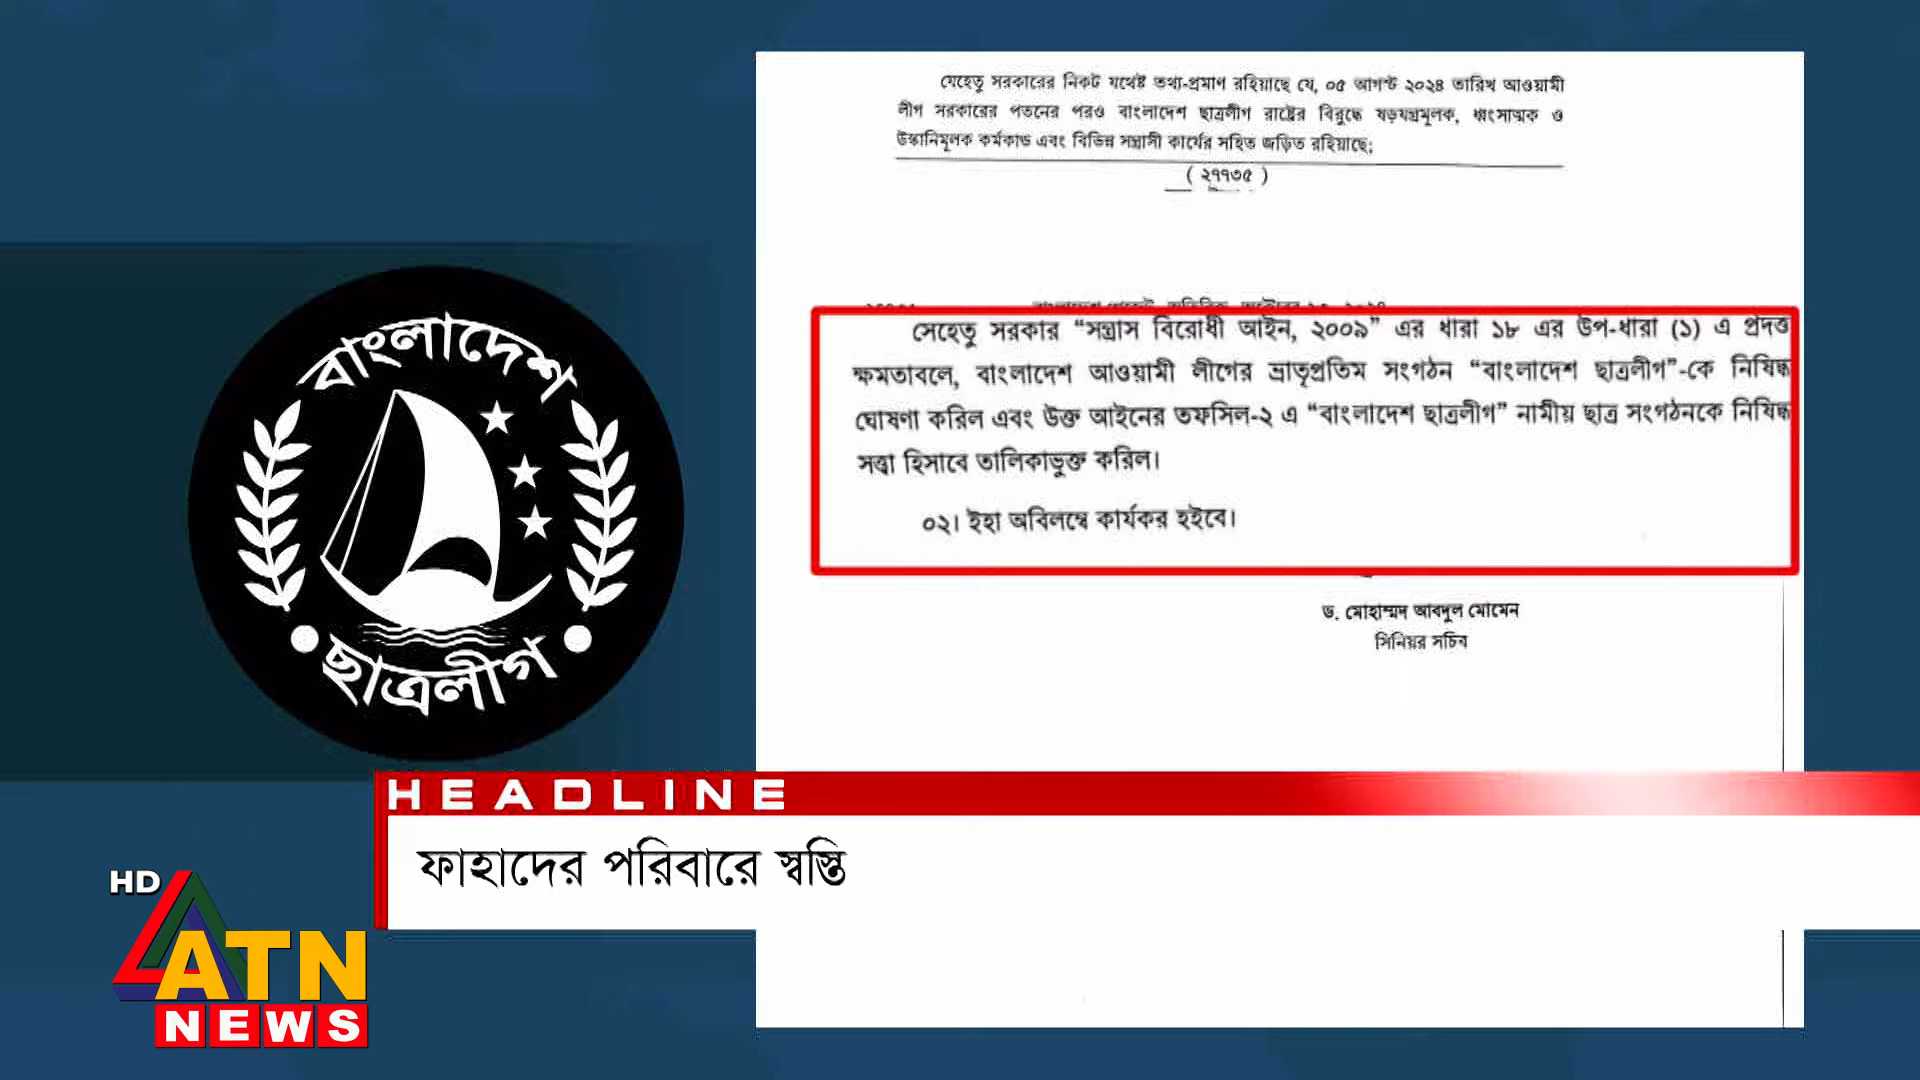 যেহেতু সরকারের নিকট যথেষ্ট তথ্য-প্রমাণ রহিয়াছে যে, ০৫ আগস্ট ২০২৪ তারিখ আওয়ামী
লীগ সরকারের পতনের পরও বাংলাদেশ ছাত্রলীগ রাষ্ট্রের বিরুদ্ধে ষড়যন্ত্রমূলক, ধ্বংসাত্মক ও
উস্কানিমূলক কর্মকান্ড এবং বিভিন্ন সন্ত্রাসী কার্যের সহিত জড়িত রহিয়াছে;
( ২৭৭৩৫ )
সেহেতু সরকার “সন্ত্রাস বিরোধী আইন, ২০০৯” এর ধারা ১৮ এর উপ-ধারা (১) এ প্রদত্ত
ক্ষমতাবলে, বাংলাদেশ আওয়ামী লীগের ভ্রাতৃপ্রতিম সংগঠন “বাংলাদেশ ছাত্রলীগ”-কে নিষিদ্ধ
ঘোষণা করিল এবং উক্ত আইনের তফসিল-২ এ “বাংলাদেশ ছাত্রলীগ” নামীয় ছাত্র সংগঠনকে নিষিদ্ধ
সত্তা হিসাবে তালিকাভুক্ত করিল।
০২। ইহা অবিলম্বে কার্যকর হইবে।
ড. মোহাম্মদ আবদুল মোমেন
সিনিয়র সচিব
বাংলাদেশ
ছাত্রলীগ
HEADLINE
ফাহাদের পরিবারে স্বস্তি
HD
ATN
NEWS